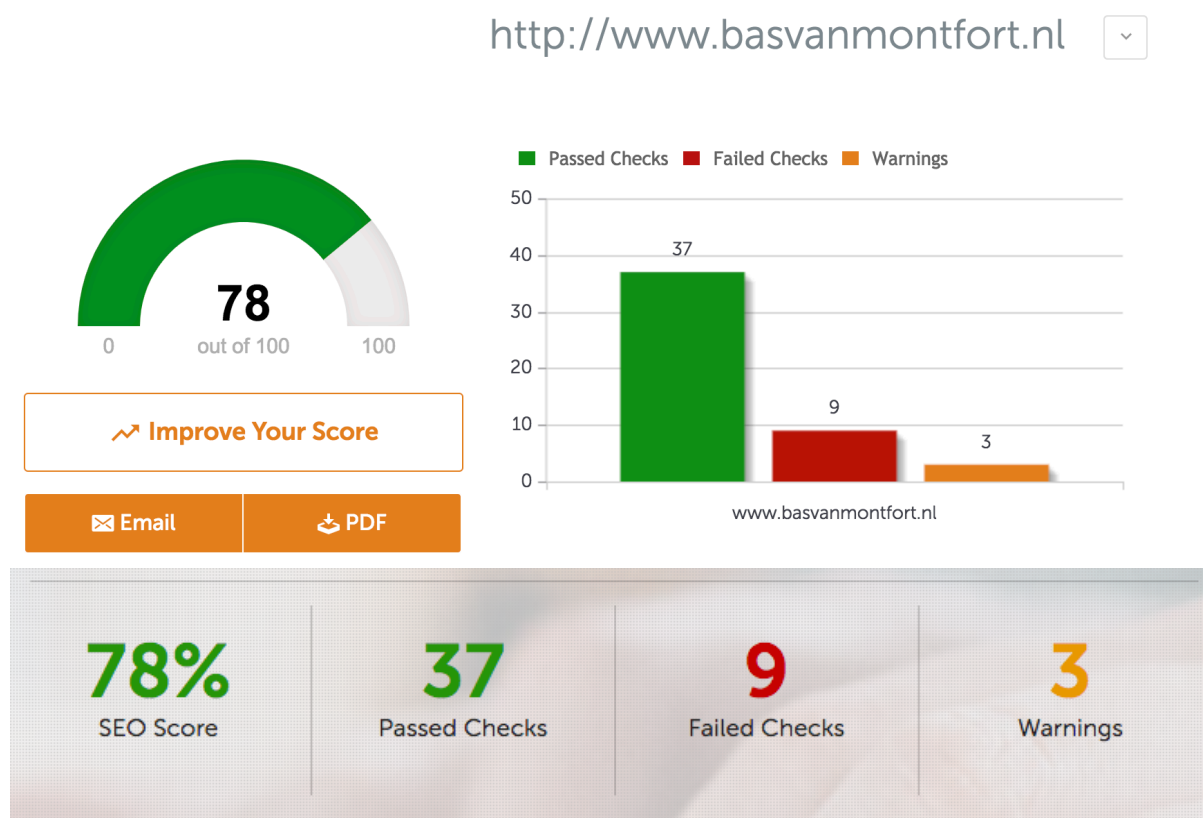 http://www.basvanmontfort.nl
Passed Checks Failed Checks Warnings
50
40
30
20
10
0
37
9
3
www.basvanmontfort.nl
78
0 out of 100 100
Improve Your Score
Email PDF
78% 37 9 3
SEO Score Passed Checks Failed Checks Warnings